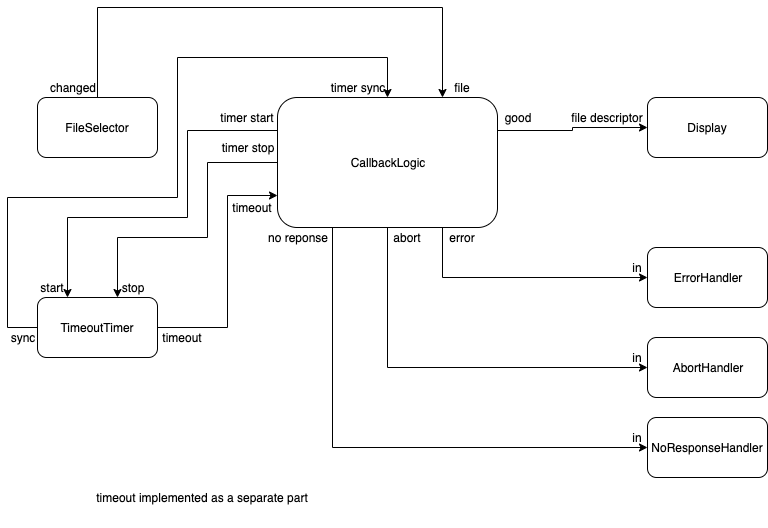 changed
timer sync
file
FileSelector
timer start
good
file descriptor
Display
timer stop
CallbackLogic
timeout
no reponse
abort
error
in
ErrorHandler
start
stop
TimeoutTimer
sync
timeout
in
AbortHandler
in
NoResponseHandler
timeout implemented as a separate part